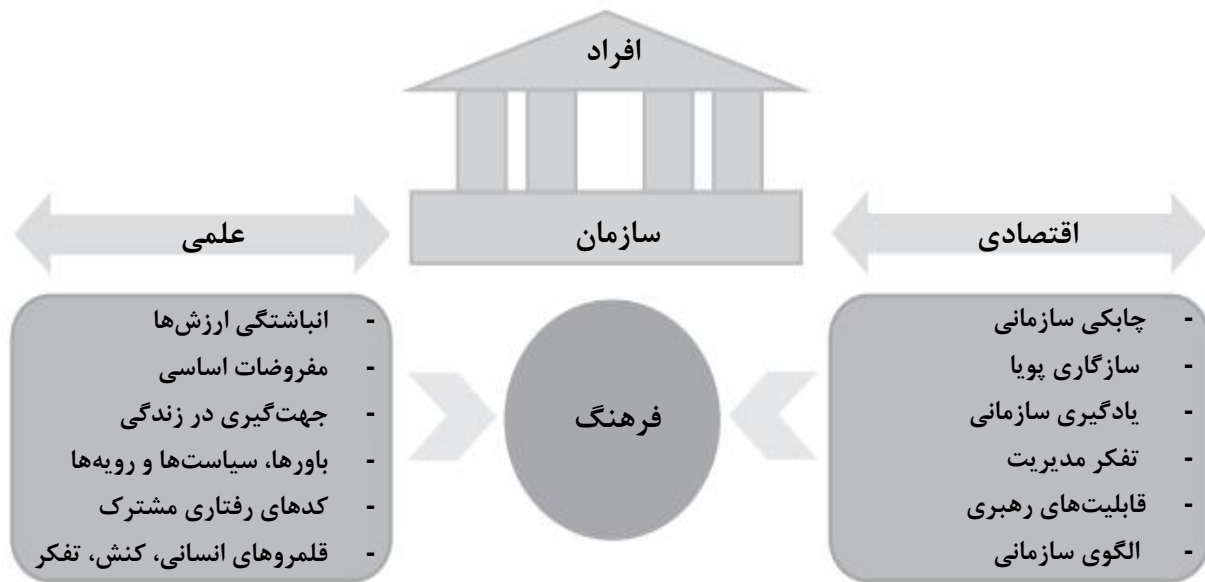 افراد
سازمان
اقتصادی
- چابکی سازمانی
- سازگاری پویا
- یادگیری سازمانی
- تفکر مدیریت
- قابلیت‌های رهبری
- الگوی سازمانی
فرهنگ
علمی
- انباشتگی ارزش‌ها
- مفروضات اساسی
- جهت‌گیری در زندگی
- باورها، سیاست‌ها و رویه‌ها
- کدهای رفتاری مشترک
- قلمروهای انسانی، کنش، تفکر